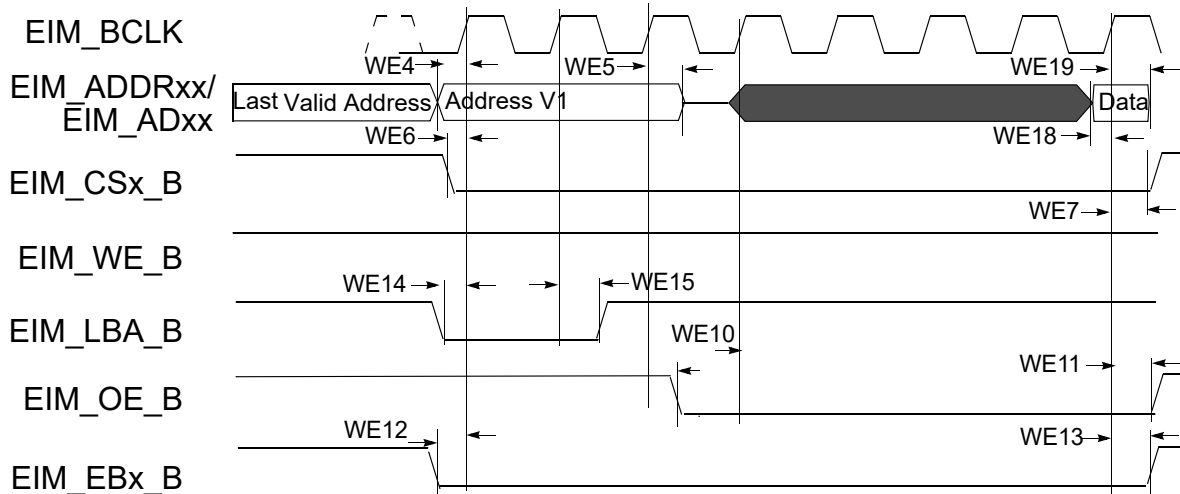 EIM_BCLK
WE4
WE5
WE19
EIM_ADDRxx/
EIM_ADxx
Last Valid Address
Address V1
Data
WE6
WE18
EIM_CSx_B
WE7
EIM_WE_B
WE14
WE15
EIM_LBA_B
WE10
WE11
EIM_OE_B
WE12
WE13
EIM_EBx_B